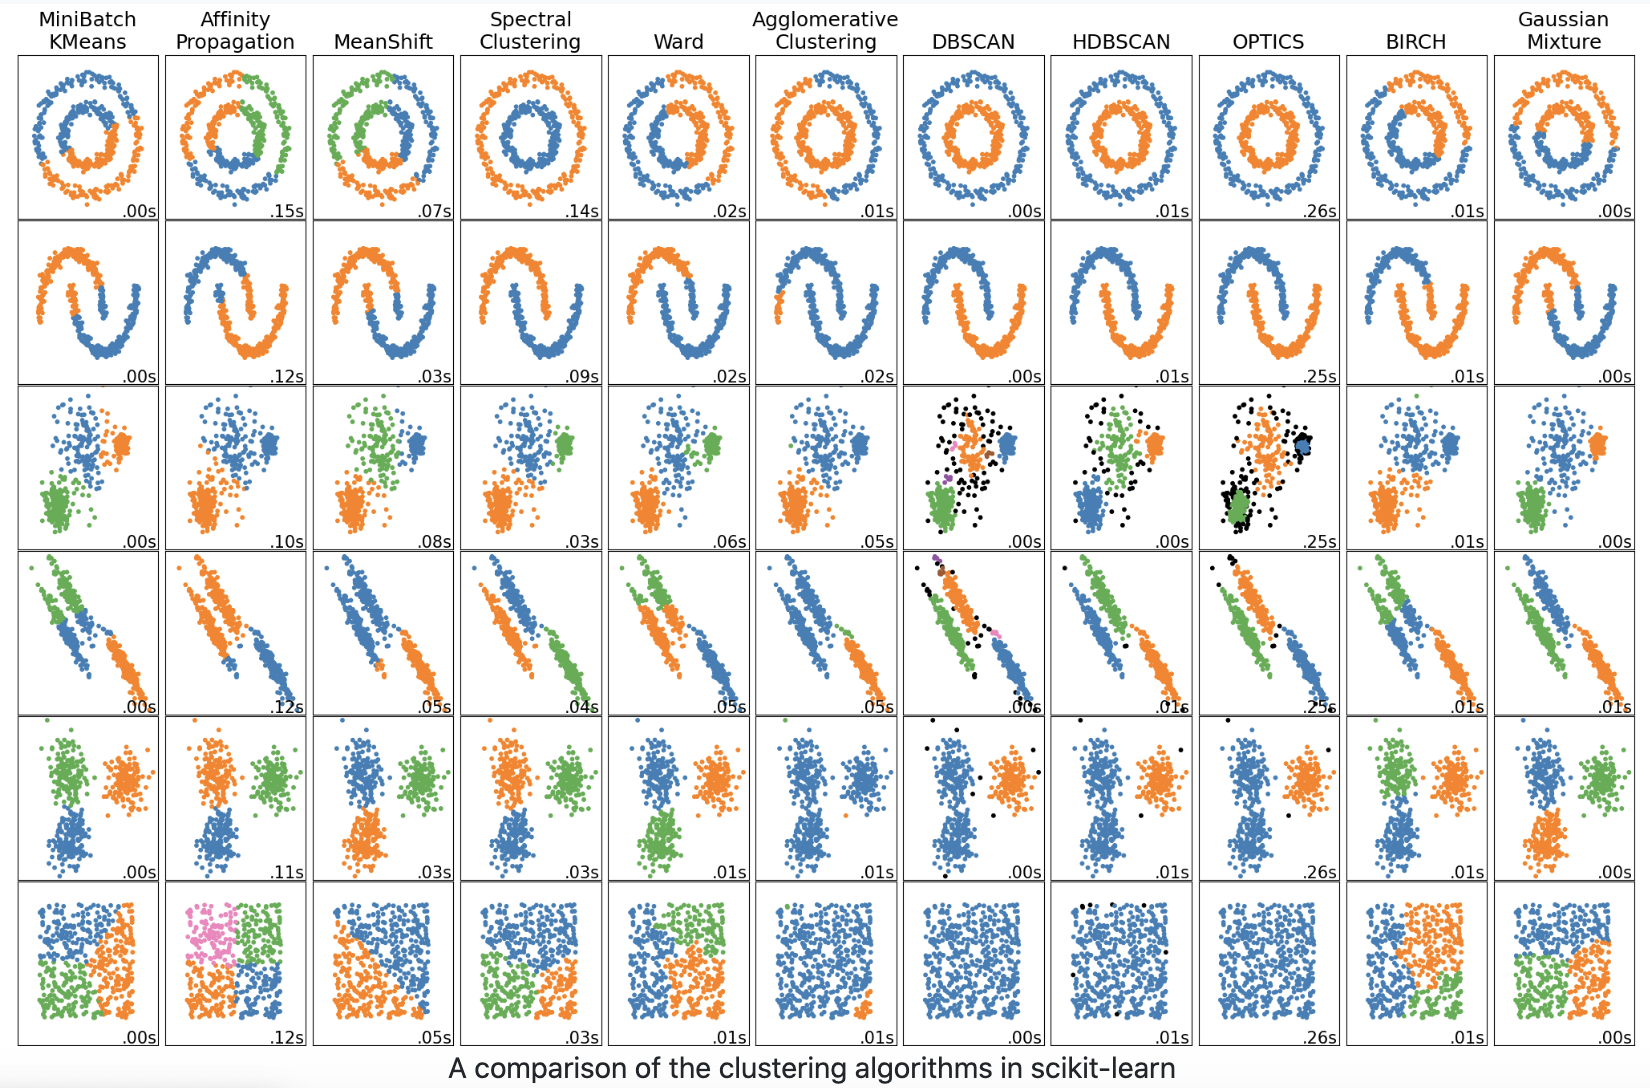 MiniBatch
KMeans
Affinity
Propagation
MeanShift
Spectral
Clustering
Ward
Agglomerative
Clustering
DBSCAN
HDBSCAN
OPTICS
BIRCH
Gaussian
Mixture
.00s .15s .07s .14s .02s .01s .00s .01s .26s .01s .00s
.00s .12s .03s .09s .02s .02s .00s .01s .25s .01s .00s
.00s .10s .08s .03s .06s .05s .00s .00s .25s .01s .00s
.00s .12s .05s .04s .05s .05s .00s .01s .25s .01s .01s
.00s .11s .03s .03s .01s .01s .00s .01s .26s .01s .00s
.00s .12s .05s .03s .01s .01s .00s .01s .26s .01s .00s
A comparison of the clustering algorithms in scikit-learn